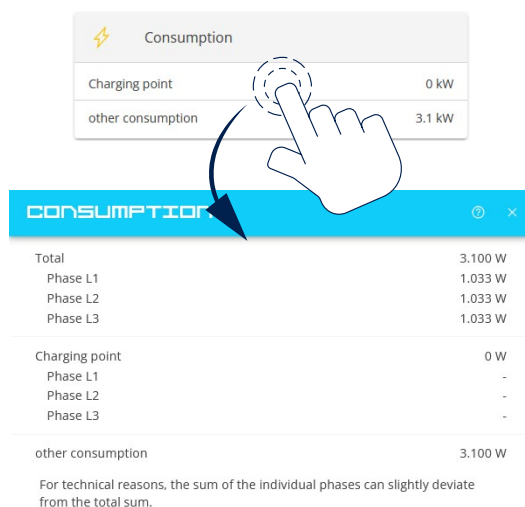 Consumption
Charging point 0 kW
other consumption 3.1 kW
CONSUMPTION
Total 3.100 W
Phase L1 1.033 W
Phase L2 1.033 W
Phase L3 1.033 W
Charging point 0 W
Phase L1 -
Phase L2 -
Phase L3 -
other consumption 3.100 W
For technical reasons, the sum of the individual phases can slightly deviate
from the total sum.